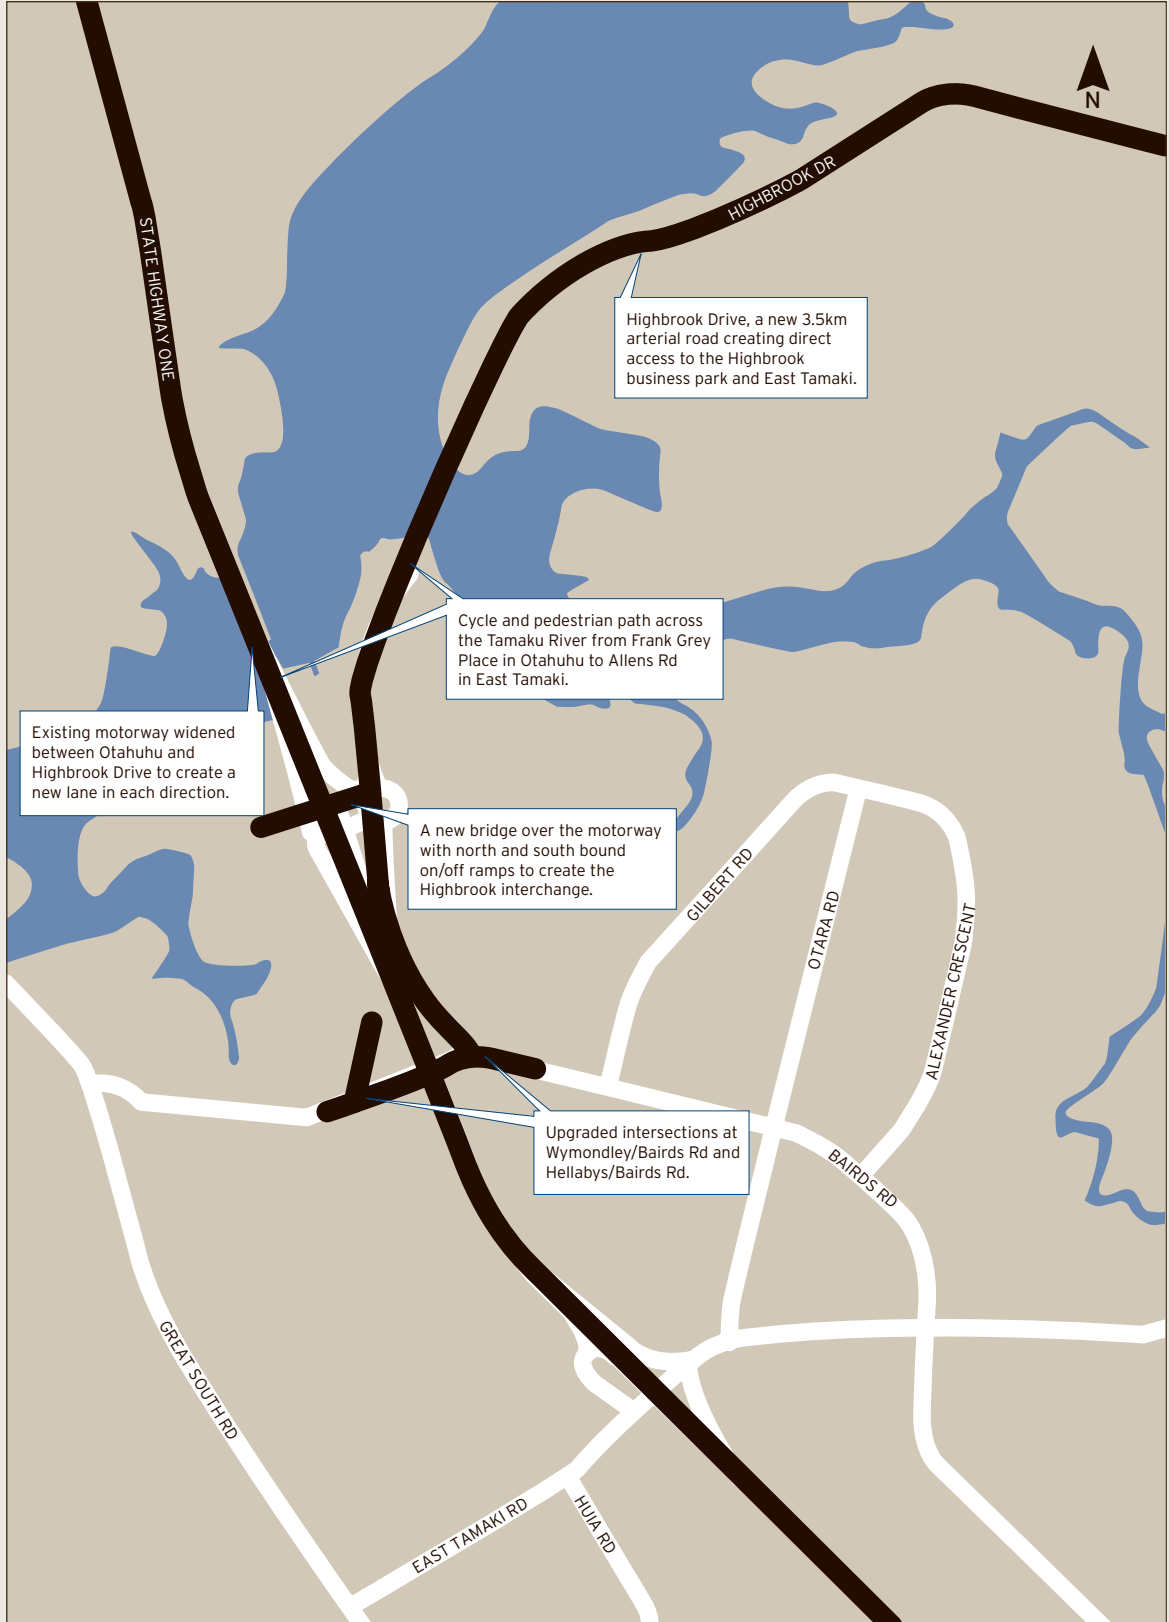 N
HIGHBROOK DR
STATE HIGHWAY ONE
Highbrook Drive, a new 3.5km
arterial road creating direct
access to the Highbrook
business park and East Tamaki.
Cycle and pedestrian path across
the Tamaku River from Frank Grey
Place in Otahuhu to Allens Rd
in East Tamaki.
Existing motorway widened
between Otahuhu and
Highbrook Drive to create a
new lane in each direction.
A new bridge over the motorway
with north and south bound
on/off ramps to create the
Highbrook interchange.
GILBERT RD
OTARA RD
ALEXANDER CRESCENT
Upgraded intersections at
Wymondley/Bairds Rd and
Hellabys/Bairds Rd.
BAIRDS RD
GREAT SOUTH RD
EAST TAMAKI RD
HUIA RD